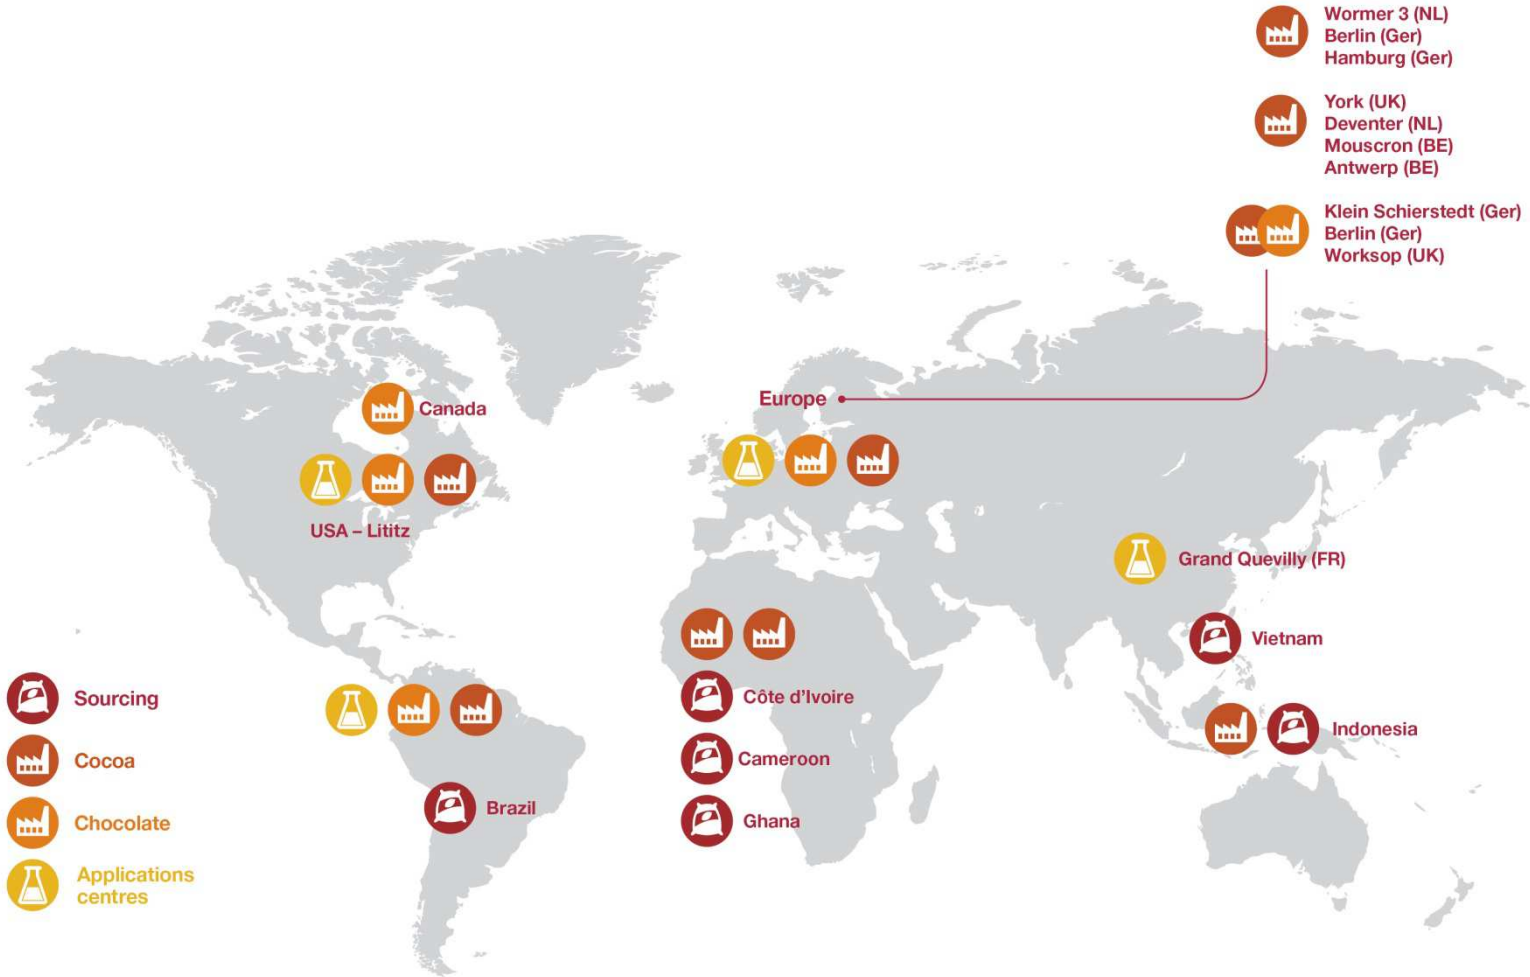 Wormer 3 (NL)
Berlin (Ger)
Hamburg (Ger)
York (UK)
Deventer (NL)
Mouscron (BE)
Antwerp (BE)
Klein Schierstedt (Ger)
Berlin (Ger)
Worksop (UK)
Europe
Canada
USA – Lititz
Grand Quevilly (FR)
Vietnam
Côte d’Ivoire
Indonesia
Cameroon
Brazil
Ghana
Sourcing
Cocoa
Chocolate
Applications
centres